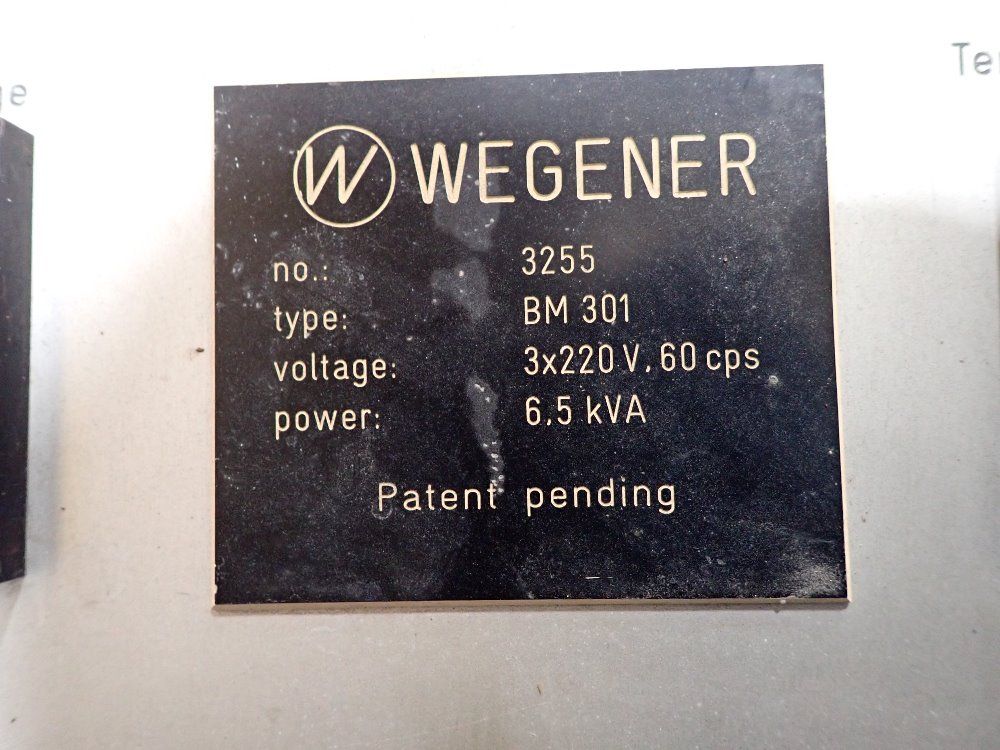 W WEGENER
no.: 3255
type: BM 301
voltage: 3x220 V, 60 cps
power: 6,5 kVA
Patent pending